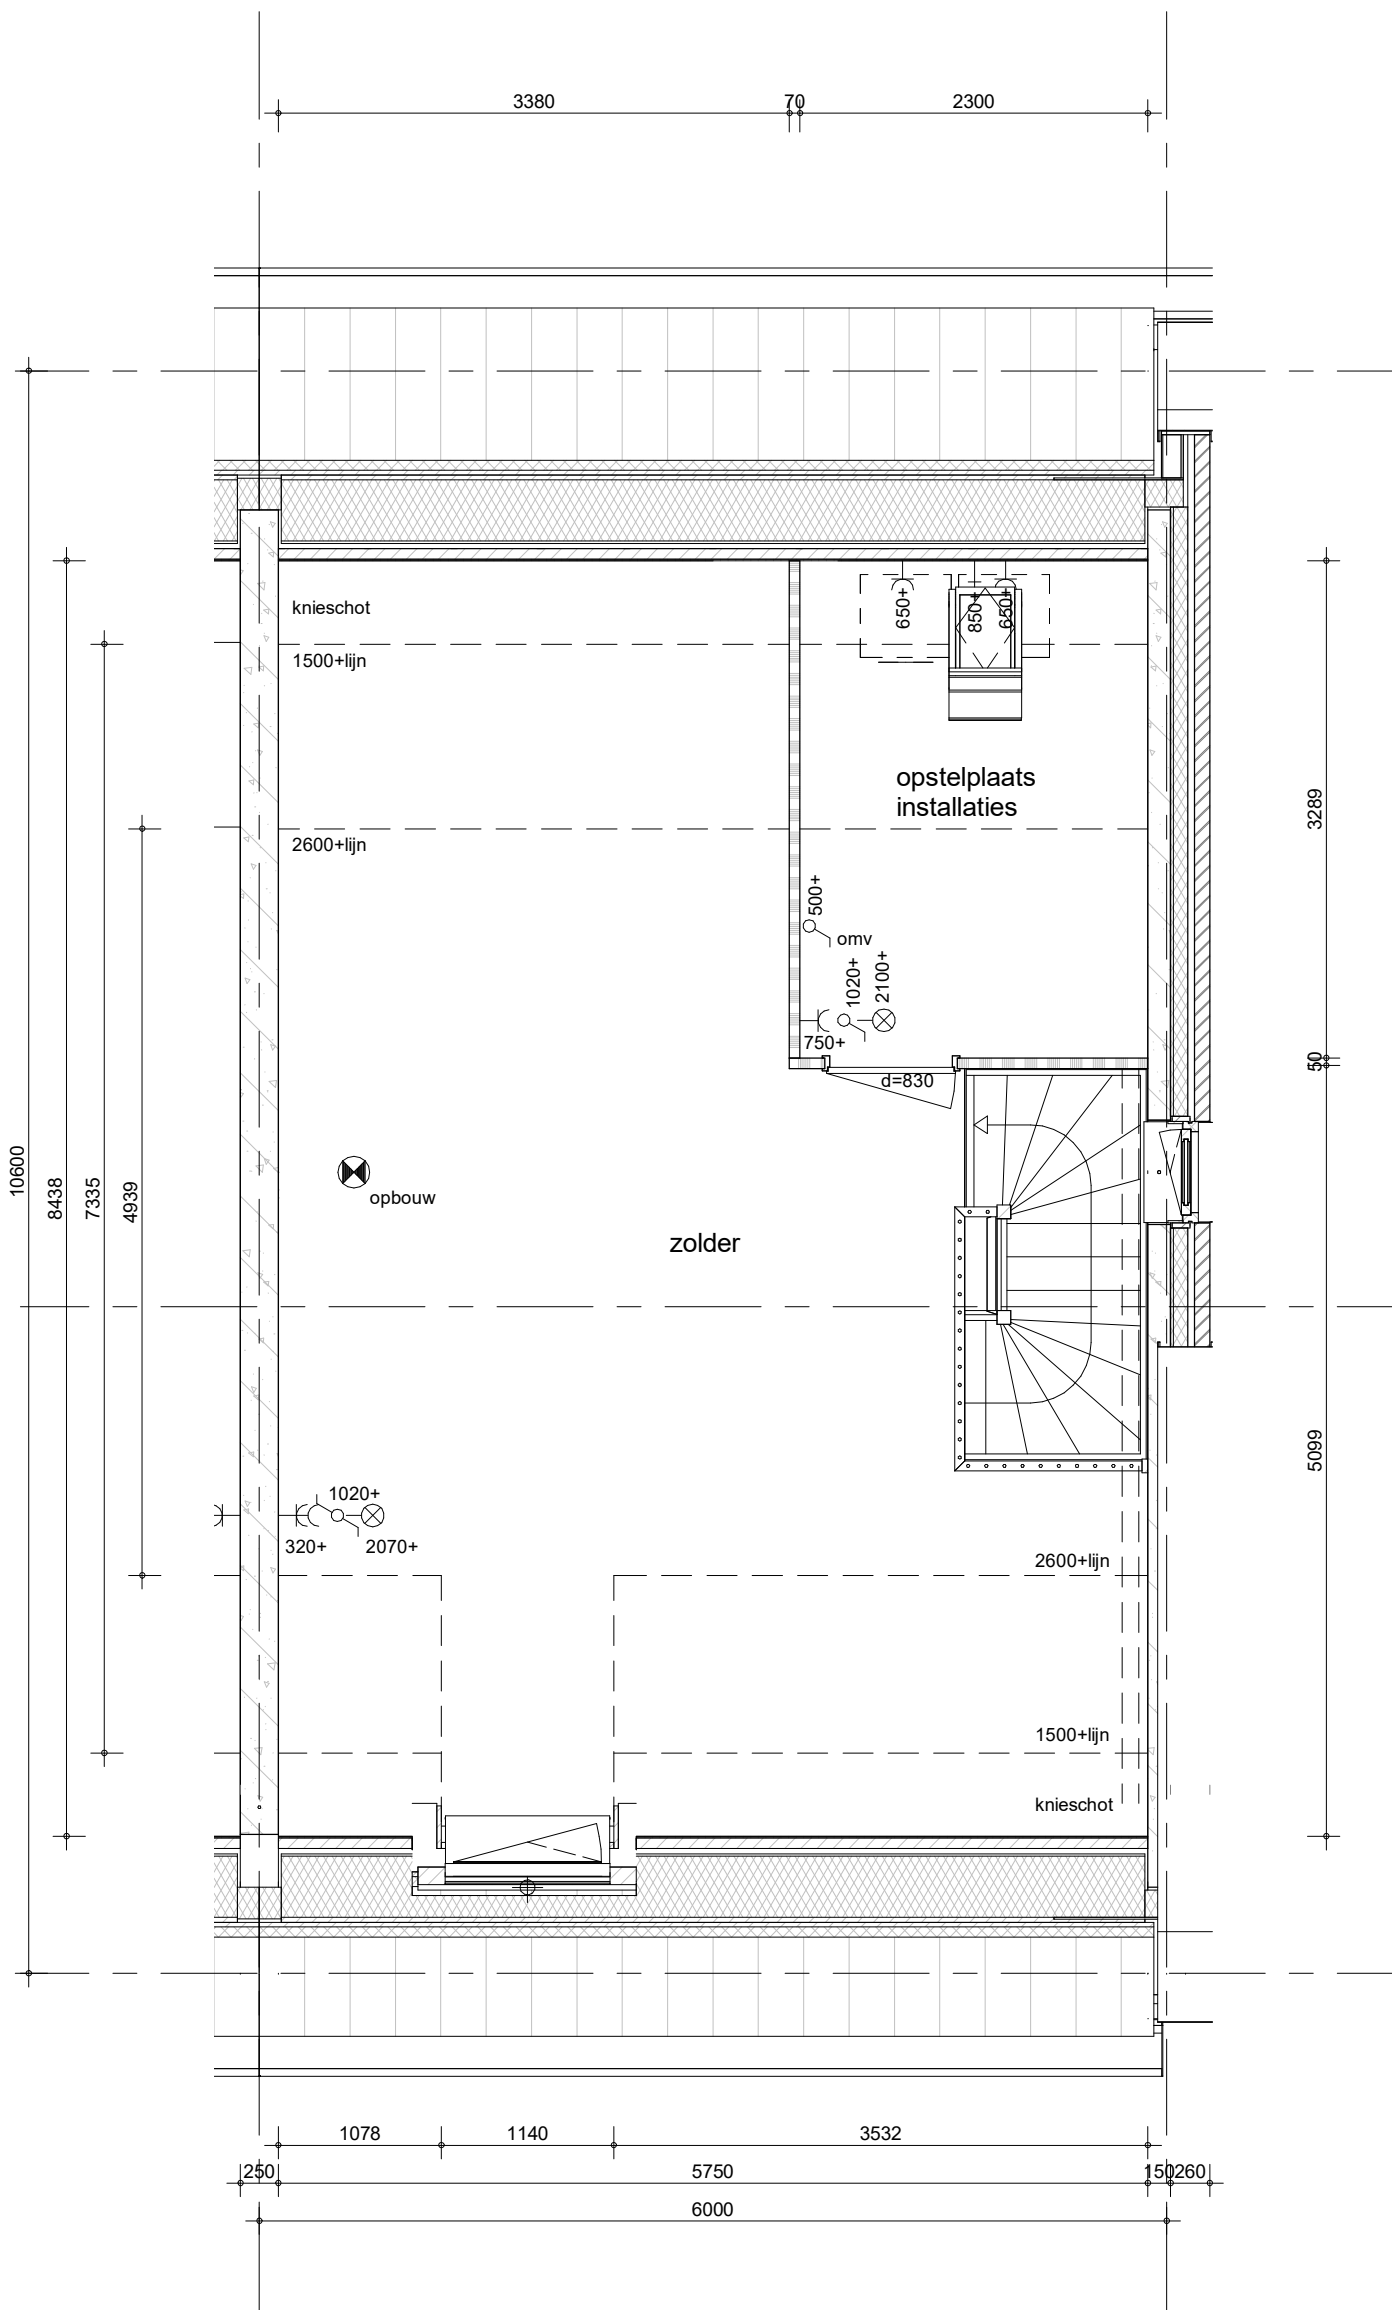 3380
70
2300
knieschot
1500+lijn
650+
850+
650+
opstelplaats
installaties
3289
2600+lijn
500+
omv
1020+
2100+
750+
d=830
50
10600
8438
7335
4939
opbouw
zolder
5099
1020+
320+
2070+
2600+lijn
1500+lijn
knieschot
1078
1140
3532
250
5750
150
260
6000